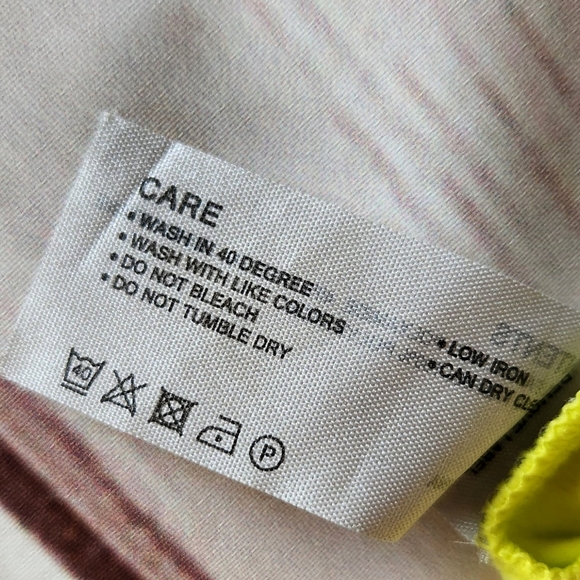 CARE
• WASH IN 40 DEGREE
• WASH WITH LIKE COLORS
• DO NOT BLEACH
• DO NOT TUMBLE DRY
• LOW IRON
• CAN DRY CLE
40
P